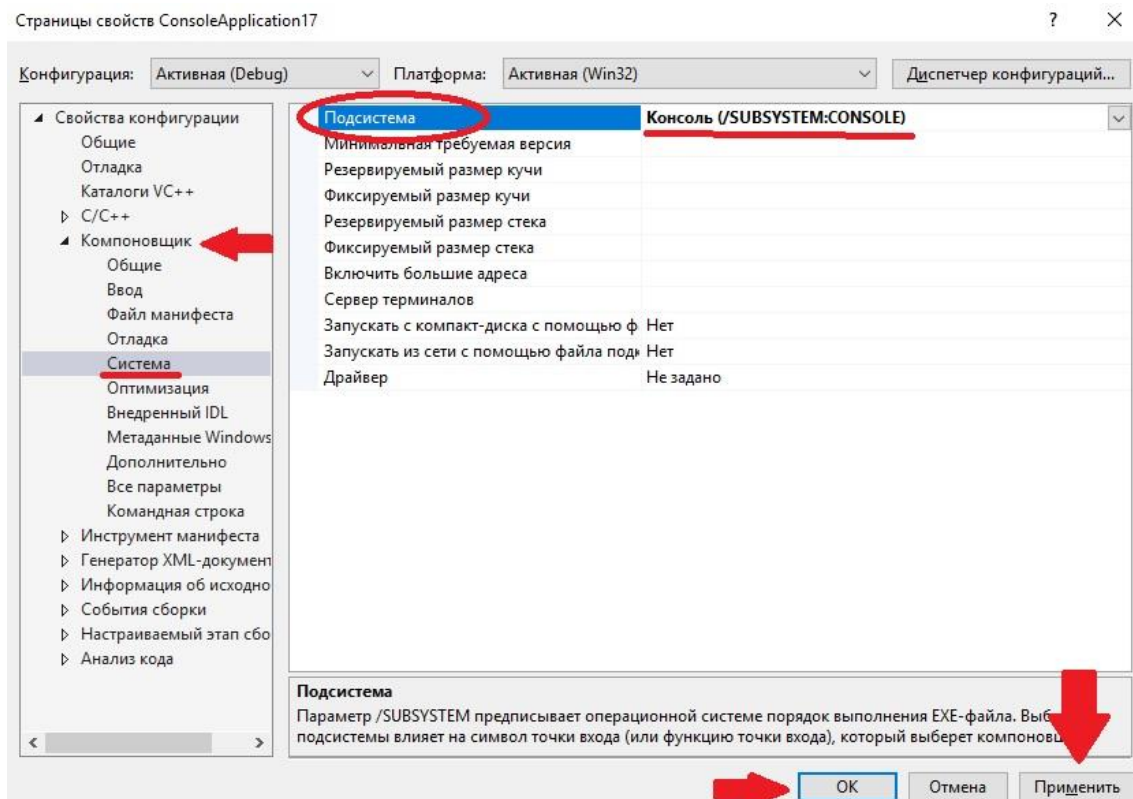 Страницы свойств ConsoleApplication17
?
Конфигурация: Активная (Debug) Платформа: Активная (Win32) Диспетчер конфигураций...
Свойства конфигурации
Общие
Отладка
Каталоги VC++
C/C++
Компоновщик
Общие
Ввод
Файл манифеста
Отладка
Система
Оптимизация
Внедренный IDL
Метаданные Windows
Дополнительно
Все параметры
Командная строка
Инструмент манифеста
Генератор XML-документ
Информация об исходно
События сборки
Настраиваемый этап сбо
Анализ кода
Подсистема Консоль (/SUBSYSTEM:CONSOLE)
Минимальная требуемая версия
Резервируемый размер кучи
Фиксируемый размер кучи
Резервируемый размер стека
Фиксируемый размер стека
Включить большие адреса
Сервер терминалов
Запускать с компакт-диска с помощью ф Нет
Запускать из сети с помощью файла подк Нет
Драйвер Не задано
Подсистема
Параметр /SUBSYSTEM предписывает операционной системе порядок выполнения EXE-файла.
подсистемы влияет на символ точки входа (или функцию точки входа), который выберет
ОК Отмена Применить